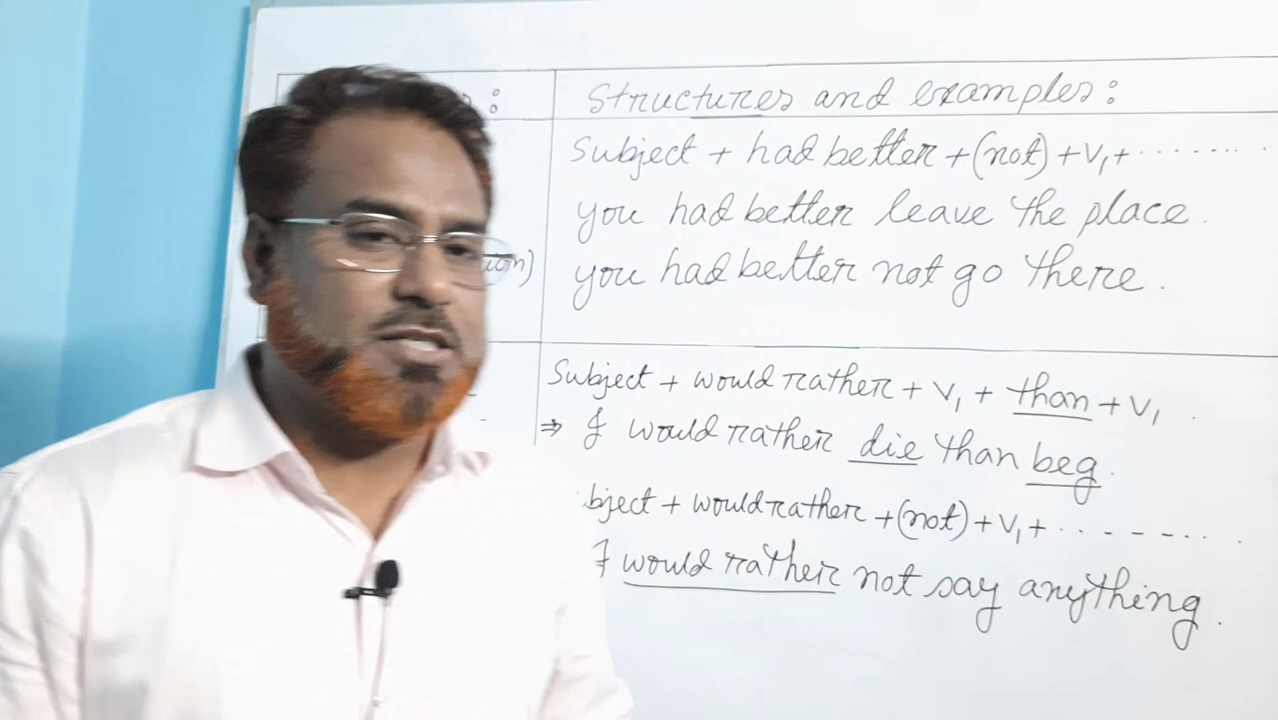 Structures and examples:
Subject + had better + (not) + V₁ + .......
you had better leave the place.
you had better not go there.
Subject + would rather + V₁ + than + V₁ .
⇒ I would rather die than beg.
bject + would rather + (not) + V₁ + . - - - - . . .
I would rather not say anything.